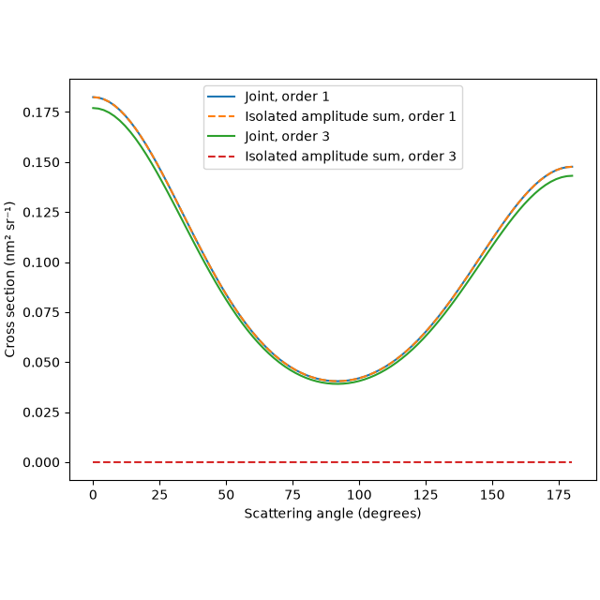 Joint, order 1
Isolated amplitude sum, order 1
Joint, order 3
Isolated amplitude sum, order 3
0.175
0.150
0.125
0.100
0.075
0.050
0.025
0.000
Cross section (nm² sr⁻¹)
0 25 50 75 100 125 150 175
Scattering angle (degrees)